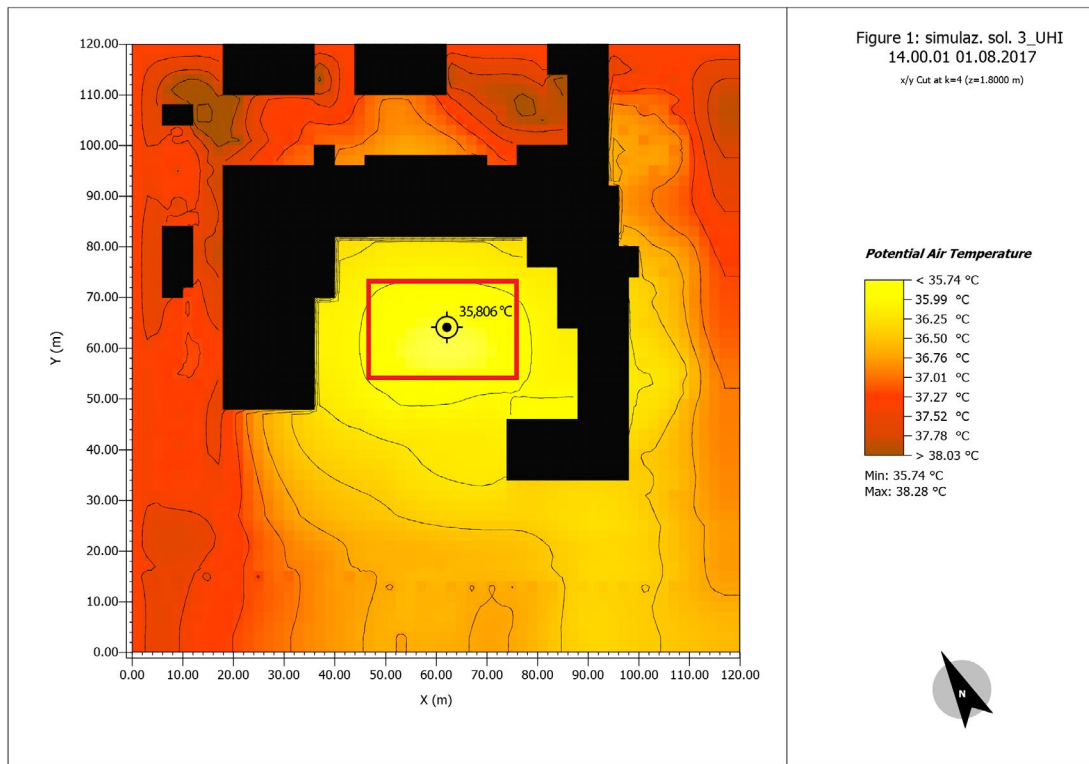 Figure 1: simulaz. sol. 3_UHI
14.00.01 01.08.2017
x/y Cut at k=4 (z=1.8000 m)
120.00
110.00
100.00
90.00
80.00
70.00
60.00
50.00
40.00
30.00
20.00
10.00
0.00
Y (m)
35,806 °C
0.00 10.00 20.00 30.00 40.00 50.00 60.00 70.00 80.00 90.00 100.00 110.00 120.00
X (m)
Potential Air Temperature
< 35.74 °C
35.99 °C
36.25 °C
36.50 °C
36.76 °C
37.01 °C
37.27 °C
37.52 °C
37.78 °C
> 38.03 °C
Min: 35.74 °C
Max: 38.28 °C
N